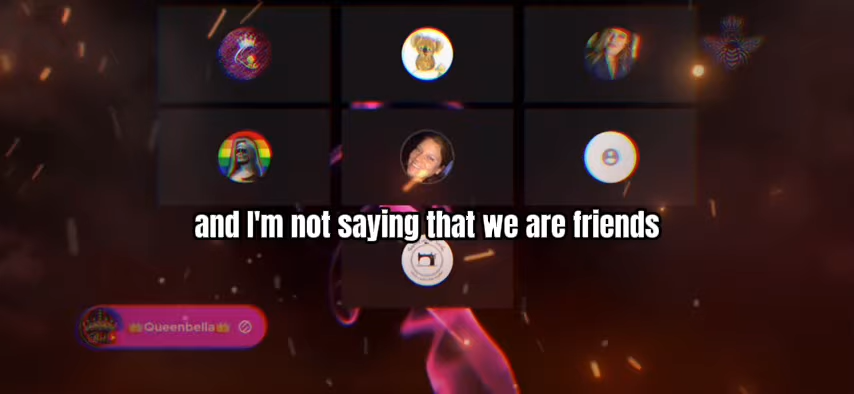 and I'm not saying that we are friends
👑Queenbella👑